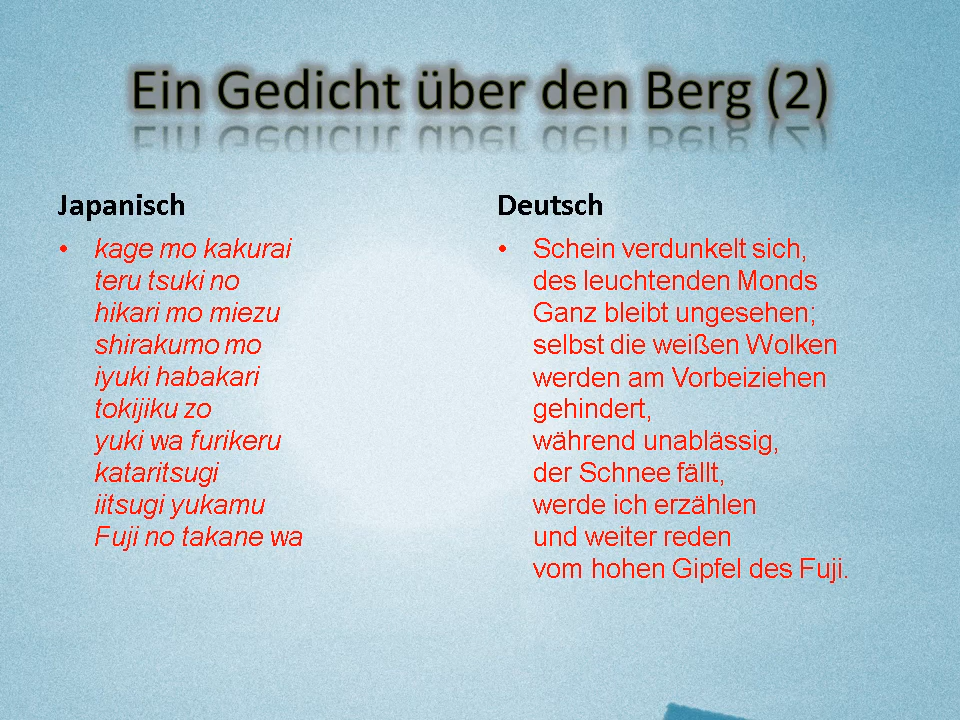 Ein Gedicht über den Berg (2)
Japanisch
• kage mo kakurai
teru tsuki no
hikari mo miezu
shirakumo mo
iyuki habakari
tokijiku zo
yuki wa furikeru
kataritsugi
iitsugi yukamu
Fuji no takane wa
Deutsch
• Schein verdunkelt sich,
des leuchtenden Monds
Ganz bleibt ungesehen;
selbst die weißen Wolken
werden am Vorbeiziehen
gehindert,
während unablässig,
der Schnee fällt,
werde ich erzählen
und weiter reden
vom hohen Gipfel des Fuji.